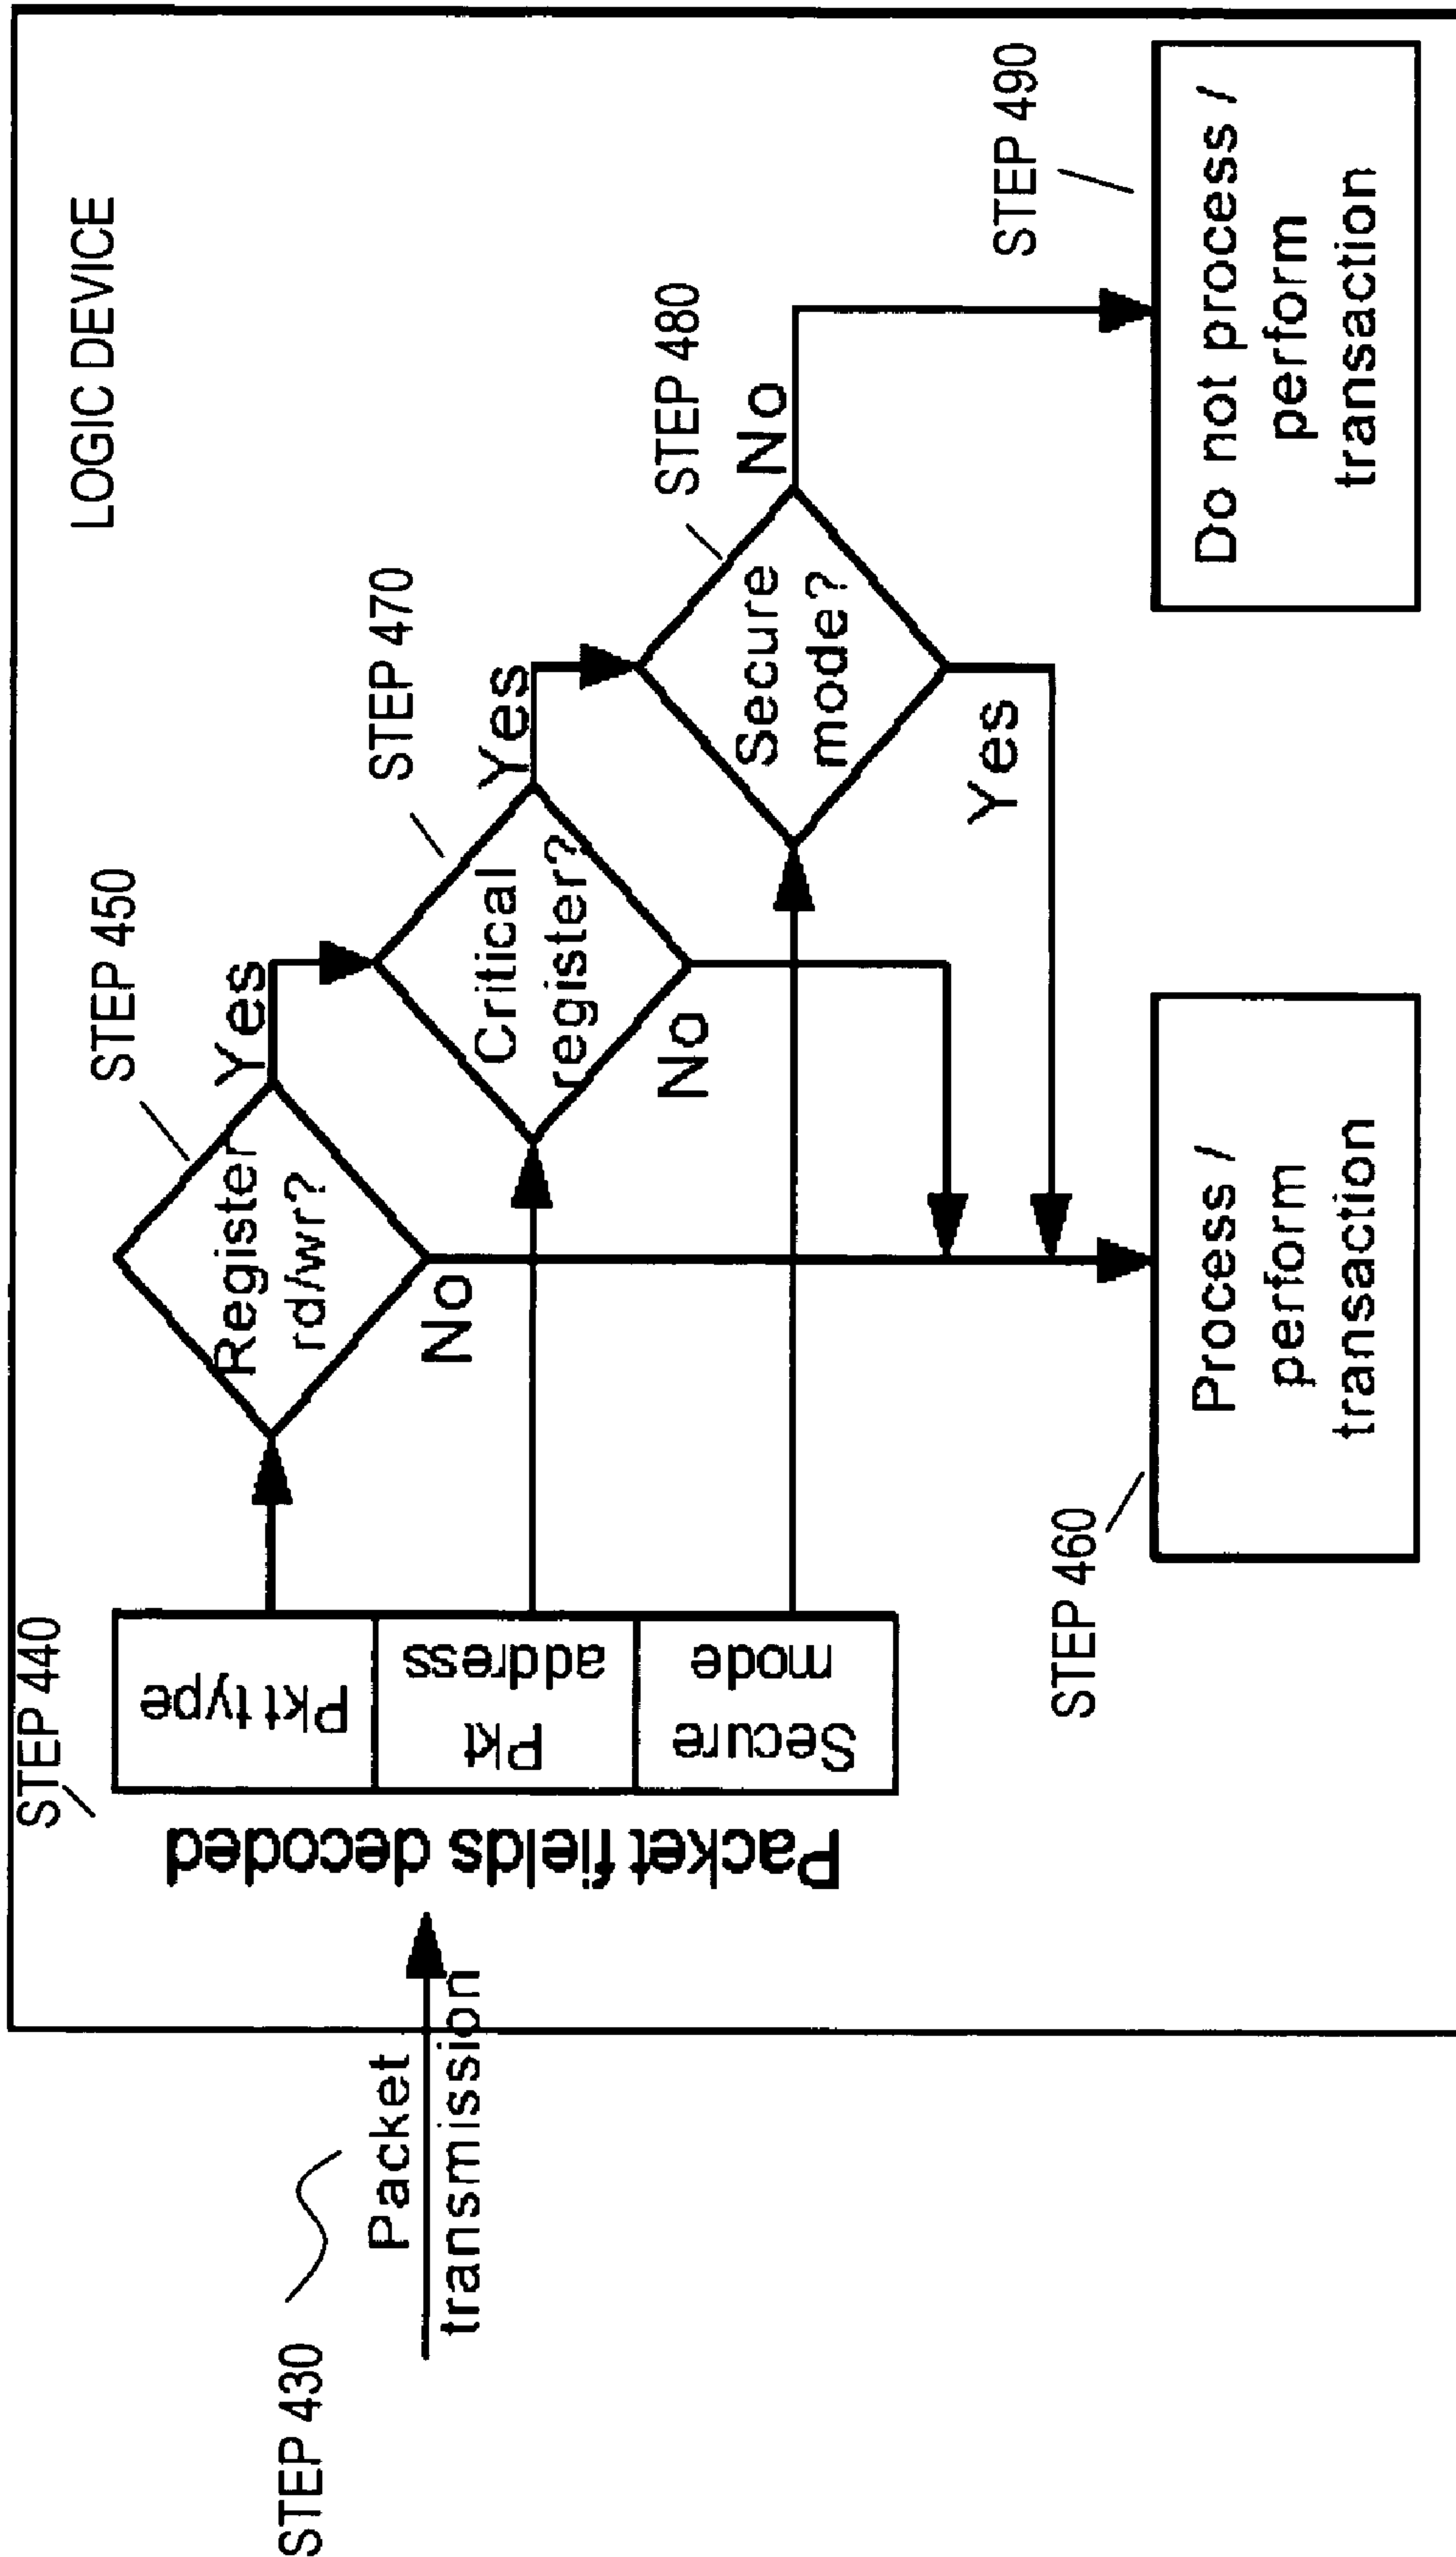 LOGIC DEVICE
STEP 430
Packet
transmission
STEP 440
Packet fields decoded
Pkt type
Pkt
address
Secure
mode
STEP 450
Register
rd/wr?
Yes
No
STEP 470
Critical
register?
Yes
No
STEP 480
Secure
mode?
No
Yes
STEP 460
Process /
perform
transaction
STEP 490
Do not process /
perform
transaction